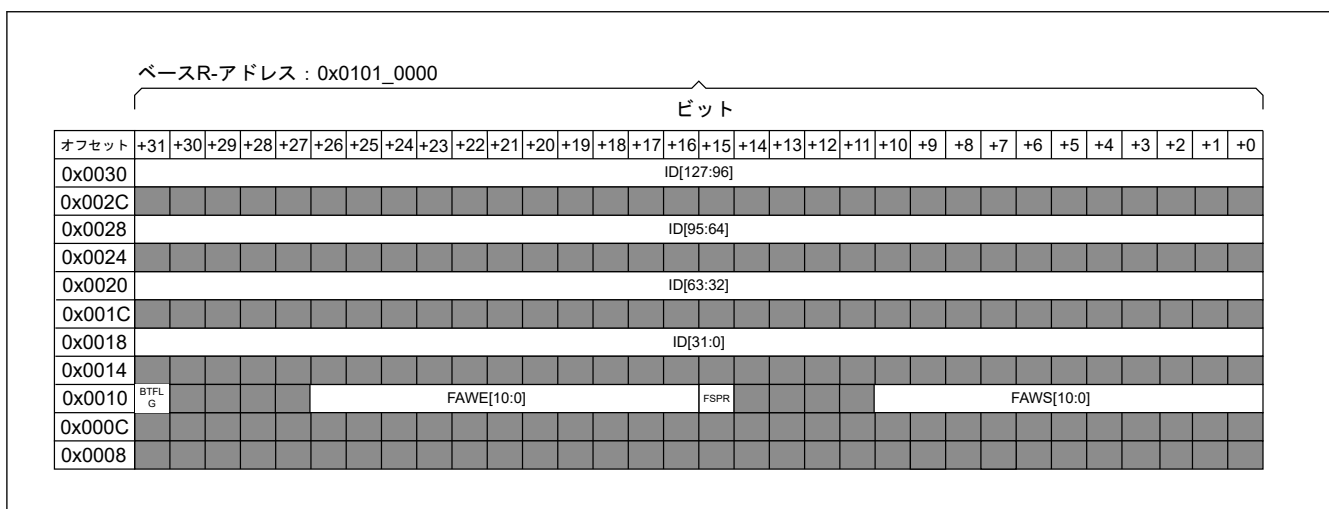 ベースR-アドレス：0x0101_0000
ビット
オフセット +31 +30 +29 +28 +27 +26 +25 +24 +23 +22 +21 +20 +19 +18 +17 +16 +15 +14 +13 +12 +11 +10 +9 +8 +7 +6 +5 +4 +3 +2 +1 +0
0x0030 ID[127:96]
0x002C
0x0028 ID[95:64]
0x0024
0x0020 ID[63:32]
0x001C
0x0018 ID[31:0]
0x0014
0x0010 BTFL G FAWE[10:0] FSPR FAWS[10:0]
0x000C
0x0008